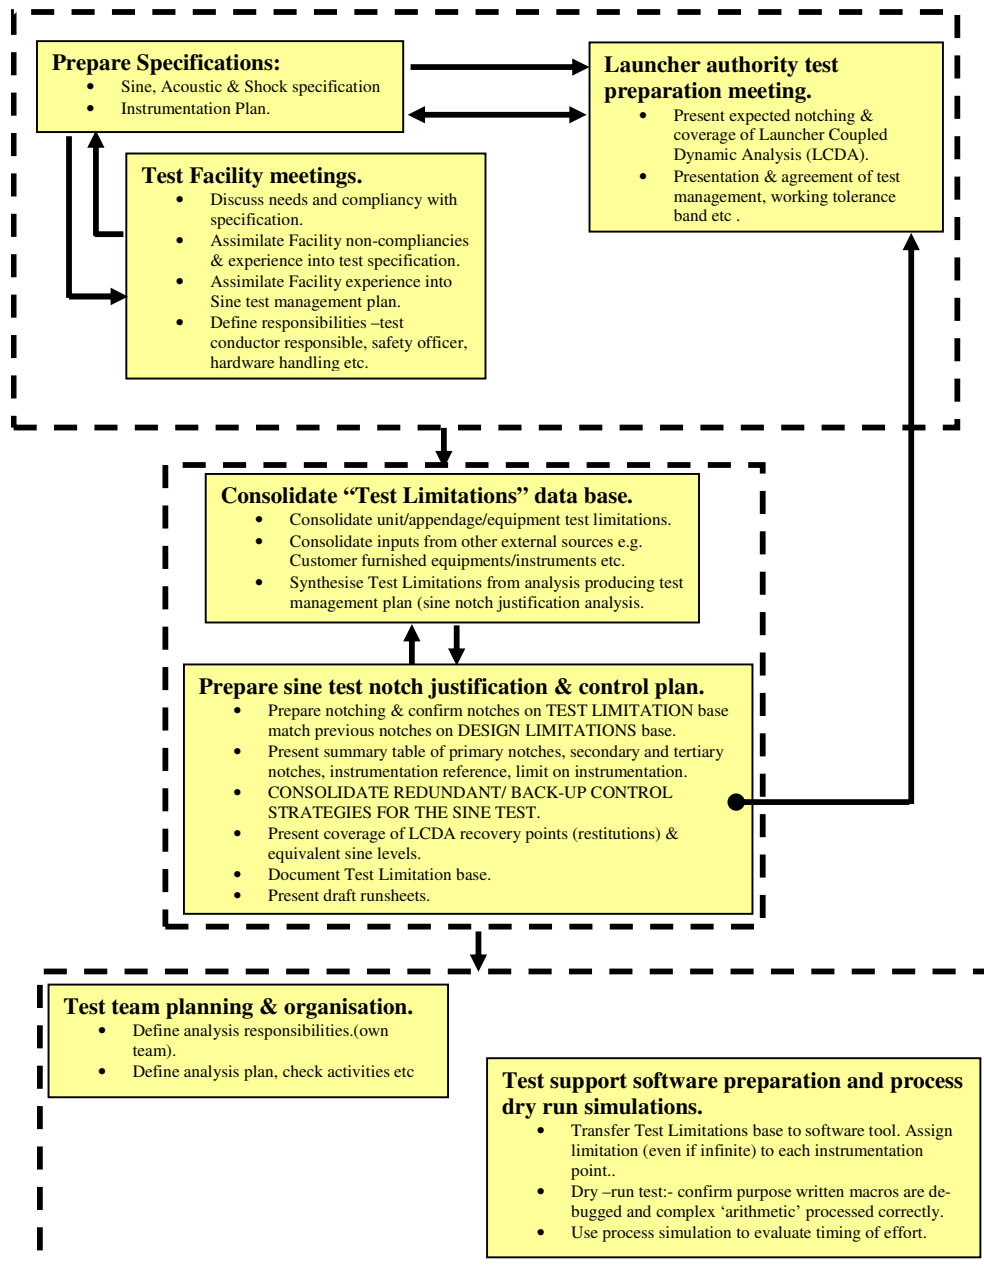 Prepare Specifications:
• Sine, Acoustic & Shock specification
• Instrumentation Plan.
Launcher authority test
preparation meeting.
• Present expected notching &
coverage of Launcher Coupled
Dynamic Analysis (LCDA).
• Presentation & agreement of test
management, working tolerance
band etc .
Test Facility meetings.
• Discuss needs and compliancy with
specification.
• Assimilate Facility non-compliancies
& experience into test specification.
• Assimilate Facility experience into
Sine test management plan.
• Define responsibilities –test
conductor responsible, safety officer,
hardware handling etc.
Consolidate “Test Limitations” data base.
• Consolidate unit/appendage/equipment test limitations.
• Consolidate inputs from other external sources e.g.
Customer furnished equipments/instruments etc.
• Synthesise Test Limitations from analysis producing test
management plan (sine notch justification analysis.
Prepare sine test notch justification & control plan.
• Prepare notching & confirm notches on TEST LIMITATION base
match previous notches on DESIGN LIMITATIONS base.
• Present summary table of primary notches, secondary and tertiary
notches, instrumentation reference, limit on instrumentation.
• CONSOLIDATE REDUNDANT/ BACK-UP CONTROL
STRATEGIES FOR THE SINE TEST.
• Present coverage of LCDA recovery points (restitutions) &
equivalent sine levels.
• Document Test Limitation base.
• Present draft runsheets.
Test team planning & organisation.
• Define analysis responsibilities.(own
team).
• Define analysis plan, check activities etc
Test support software preparation and process
dry run simulations.
• Transfer Test Limitations base to software tool. Assign
limitation (even if infinite) to each instrumentation
point..
• Dry –run test:- confirm purpose written macros are de-
bugged and complex ‘arithmetic’ processed correctly.
• Use process simulation to evaluate timing of effort.